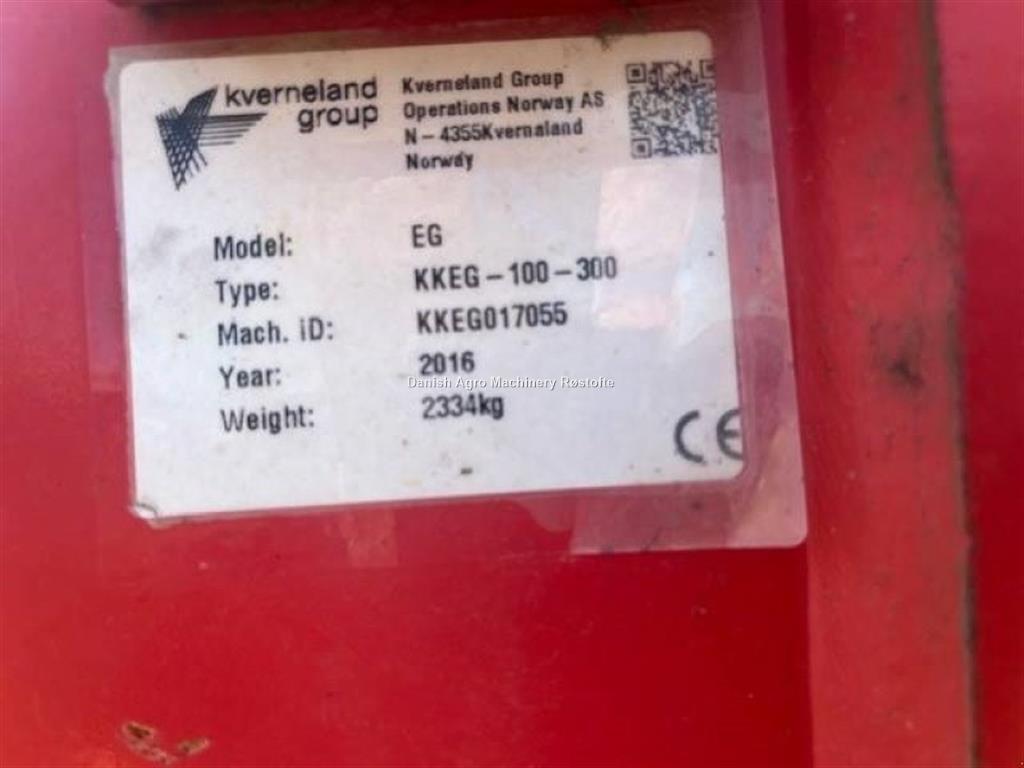 kverneland
group
Kverneland Group
Operations Norway AS
N-4355Kvernaland
Norway
Model: EG
Type: KKEG-100-300
Mach. iD: KKEG017055
Year: 2016
Danish Agro Machinery Røstofte
Weight: 2334kg
CE